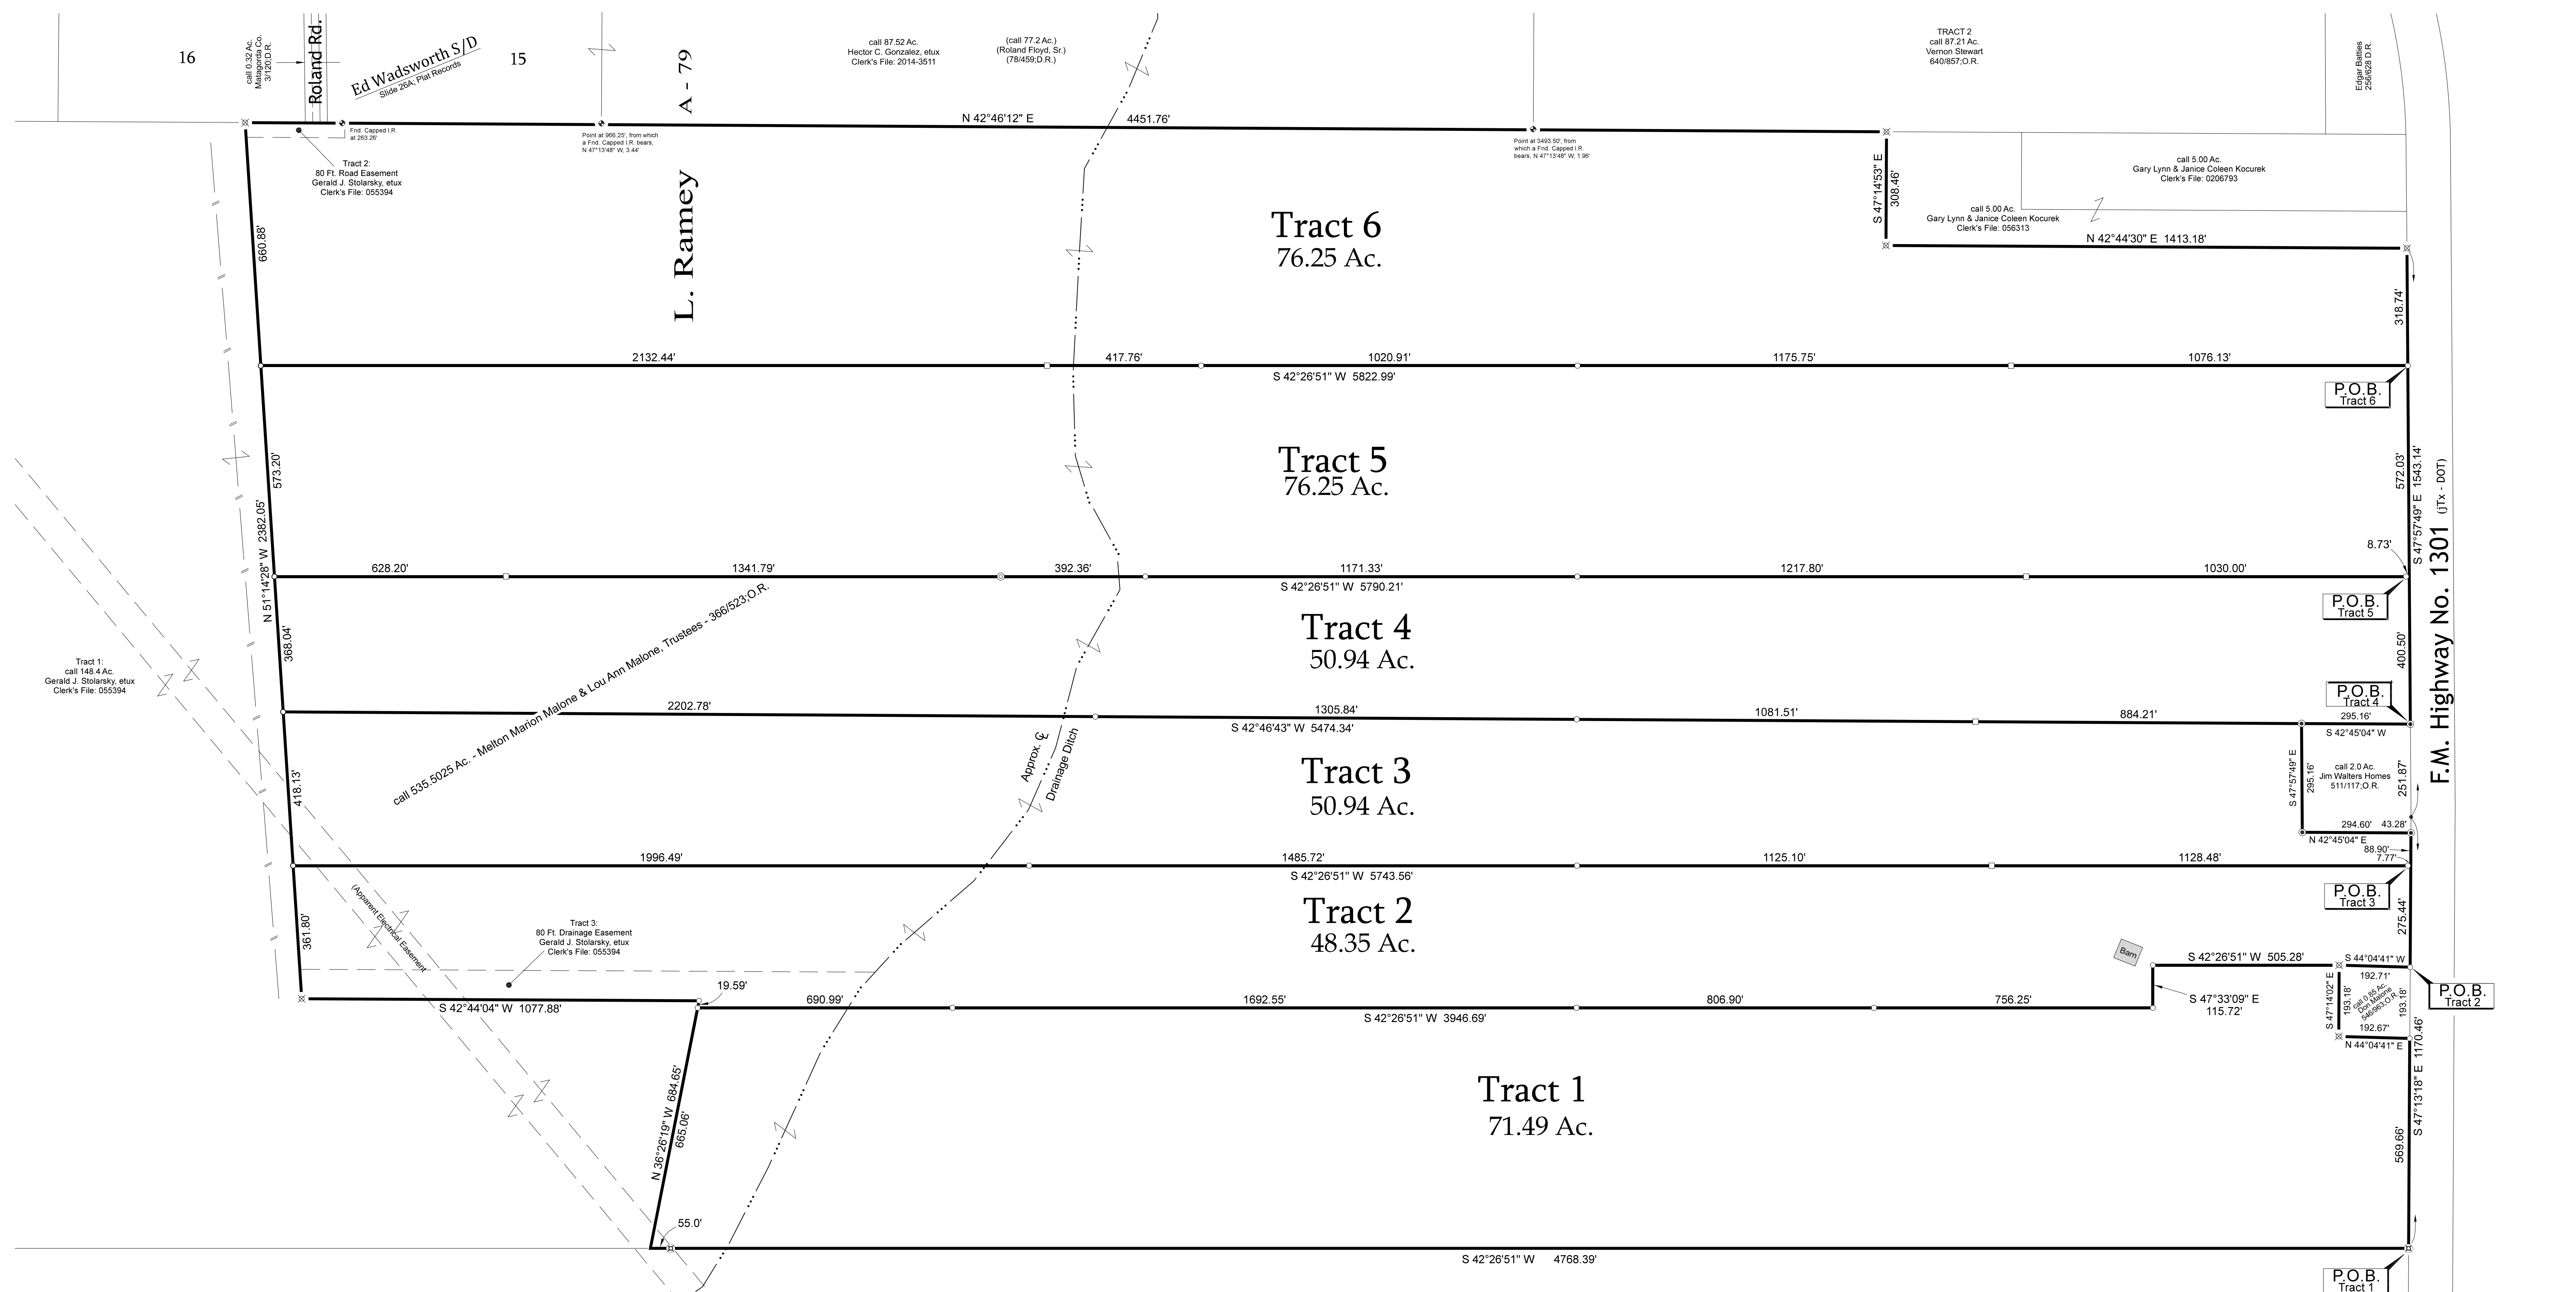 16
call 0.32 Ac.
Matagorda Co.
3/120;D.R.
Roland Rd.
Ed Wadsworth S/D
Slide 26A; Plat Records
15
A - 79
call 87.52 Ac.
Hector C. Gonzalez, etux
Clerk's File: 2014-3511
(call 77.2 Ac.)
(Roland Floyd, Sr.)
(78/459;D.R.)
TRACT 2
call 87.21 Ac.
Vernon Stewart
640/857;O.R.
Edgar Battles
256/628 D.R.
N 42°46'12" E 4451.76'
Fnd. Capped I.R.
at 263.26'
Point at 966.25', from which
a Fnd. Capped I.R. bears,
N 47°13'48" W, 3.44'
Point at 3493.50', from
which a Fnd. Capped I.R.
bears, N 47°13'48" W, 1.96'
Tract 2:
80 Ft. Road Easement
Gerald J. Stolarsky, etux
Clerk's File: 055394
L. Ramey
S 47°14'53" E
308.46'
call 5.00 Ac.
Gary Lynn & Janice Coleen Kocurek
Clerk's File: 0206793
call 5.00 Ac.
Gary Lynn & Janice Coleen Kocurek
Clerk's File: 056313
N 42°44'30" E 1413.18'
660.88'
Tract 6
76.25 Ac.
318.74'
2132.44'
417.76'
1020.91'
1175.75'
1076.13'
S 42°26'51" W 5822.99'
P.O.B.
Tract 6
573.20'
N 51°14'28" W 2382.05'
Tract 5
76.25 Ac.
572.03'
S 47°57'49" E 1543.14'
F.M. Highway No. 1301 (jTx - DOT)
8.73'
628.20'
1341.79'
392.36'
1171.33'
1217.80'
1030.00'
S 42°26'51" W 5790.21'
P.O.B.
Tract 5
368.04'
call 535.5025 Ac. - Melton Marion Malone & Lou Ann Malone, Trustees - 366/523;O.R.
Tract 4
50.94 Ac.
400.50'
Tract 1:
call 148.4 Ac.
Gerald J. Stolarsky, etux
Clerk's File: 055394
P.O.B.
Tract 4
2202.78'
1305.84'
1081.51'
884.21'
295.16'
S 42°46'43" W 5474.34'
S 42°45'04" W
Approx. ℄
Drainage Ditch
418.13'
Tract 3
50.94 Ac.
S 47°57'49" E
295.16'
call 2.0 Ac.
Jim Walters Homes
511/117;O.R.
251.87'
294.60' 43.28'
N 42°45'04" E
88.90'
7.77'
1996.49'
1485.72'
1125.10'
1128.48'
S 42°26'51" W 5743.56'
P.O.B.
Tract 3
361.80'
(Apparent Electrical Easement
Tract 3:
80 Ft. Drainage Easement
Gerald J. Stolarsky, etux
Clerk's File: 055394
Tract 2
48.35 Ac.
275.44'
Barn
S 42°26'51" W 505.28'
S 44°04'41" W
192.71'
S 47°14'02" E
193.18'
call 0.85 Ac.
Don Malone
546/963;O.R.
193.18'
192.67'
N 44°04'41" E
P.O.B.
Tract 2
S 42°44'04" W 1077.88'
19.59'
690.99'
1692.55'
806.90'
756.25'
S 42°26'51" W 3946.69'
S 47°33'09" E
115.72'
N 36°26'19" W 684.65'
665.06'
Tract 1
71.49 Ac.
569.66'
S 47°13'18" E 1170.46'
55.0'
S 42°26'51" W 4768.39'
P.O.B.
Tract 1